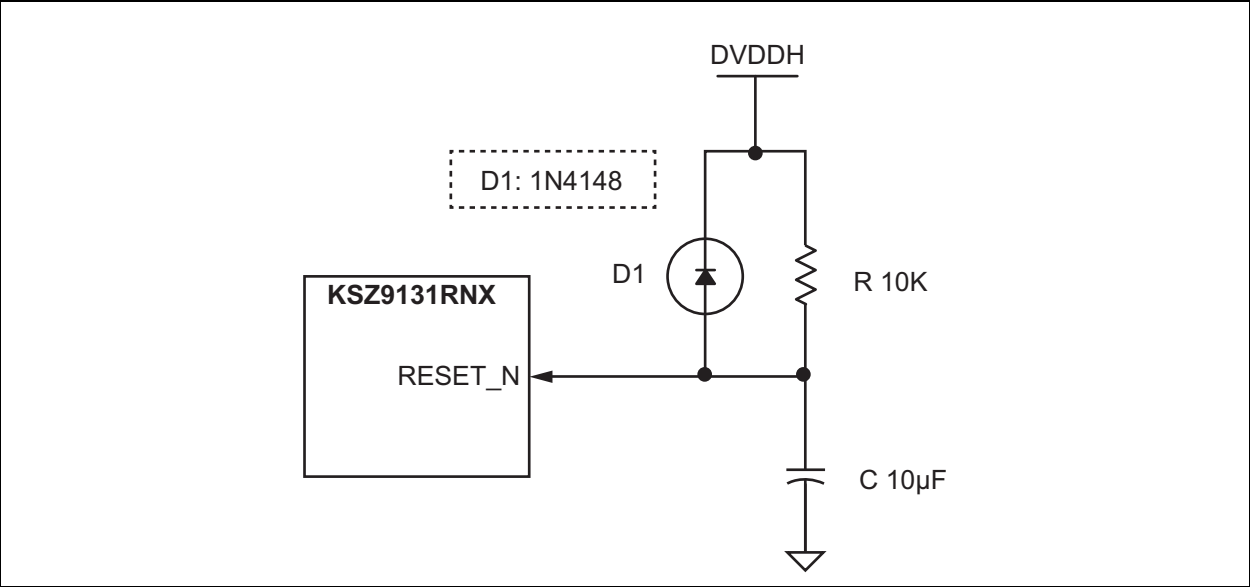 DVDDH
D1: 1N4148
D1
R 10K
KSZ9131RNX
RESET_N
C 10µF